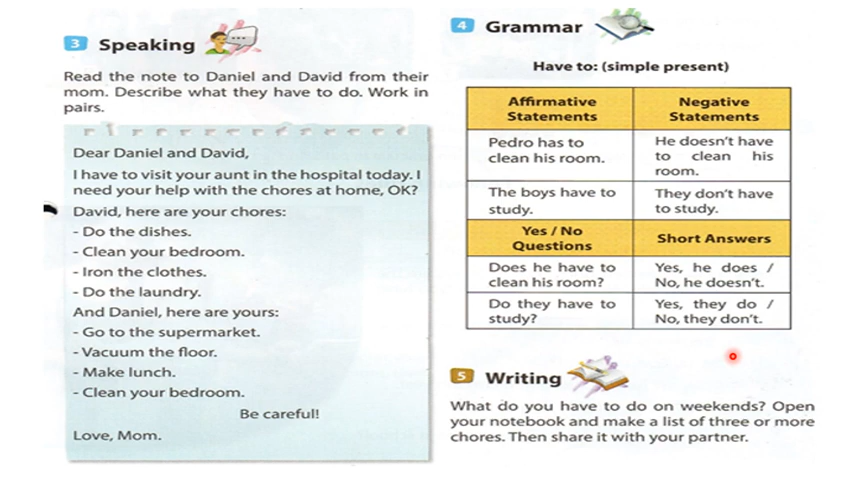 3 Speaking
Read the note to Daniel and David from their
mom. Describe what they have to do. Work in
pairs.
Dear Daniel and David,
I have to visit your aunt in the hospital today. I
need your help with the chores at home, OK?
David, here are your chores:
- Do the dishes.
- Clean your bedroom.
- Iron the clothes.
- Do the laundry.
And Daniel, here are yours:
- Go to the supermarket.
- Vacuum the floor.
- Make lunch.
- Clean your bedroom.
Be careful!
Love, Mom.
4 Grammar
Have to: (simple present)
Affirmative
Statements
Negative
Statements
Pedro has to
clean his room.
He doesn't have
to clean his
room.
The boys have to
study.
They don't have
to study.
Yes / No
Questions
Short Answers
Does he have to
clean his room?
Yes, he does /
No, he doesn't.
Do they have to
study?
Yes, they do /
No, they don't.
5 Writing
What do you have to do on weekends? Open
your notebook and make a list of three or more
chores. Then share it with your partner.